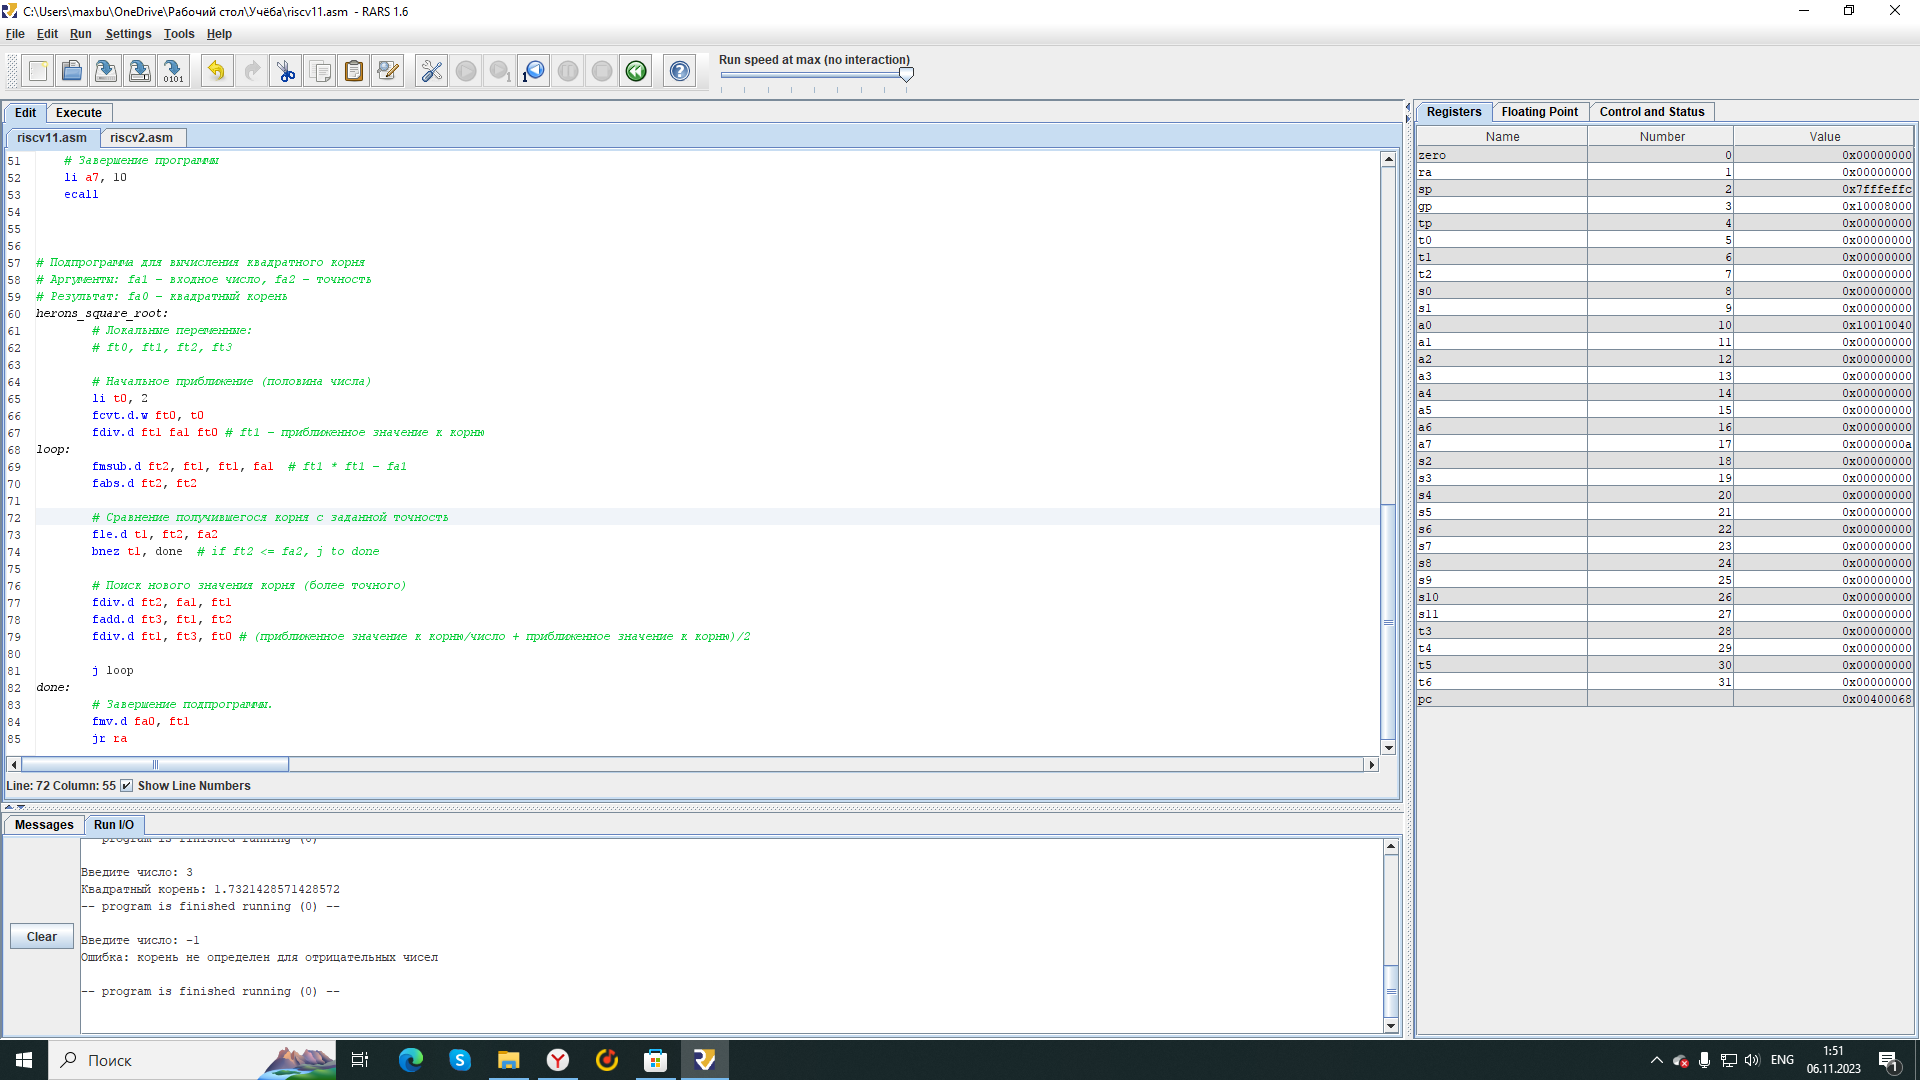 C:\Users\maxbu\OneDrive\Рабочий стол\Учёба\riscv11.asm - RARS 1.6
File Edit Run Settings Tools Help
Run speed at max (no interaction)
Edit Execute
riscv11.asm riscv2.asm
51 # Завершение программы
52 li a7, 10
53 ecall
54
55
56
57 # Подпрограмма для вычисления квадратного корня
58 # Аргументы: fa1 - входное число, fa2 - точность
59 # Результат: fa0 - квадратный корень
60 herons_square_root:
61 # Локальные переменные:
62 # ft0, ft1, ft2, ft3
63
64 # Начальное приближение (половина числа)
65 li t0, 2
66 fcvt.d.w ft0, t0
67 fdiv.d ft1 fa1 ft0 # ft1 - приближенное значение к корню
68 loop:
69 fmsub.d ft2, ft1, ft1, fa1 # ft1 * ft1 - fa1
70 fabs.d ft2, ft2
71
72 # Сравнение получившегося корня с заданной точность
73 fle.d t1, ft2, fa2
74 bnez t1, done # if ft2 <= fa2, j to done
75
76 # Поиск нового значения корня (более точного)
77 fdiv.d ft2, fa1, ft1
78 fadd.d ft3, ft1, ft2
79 fdiv.d ft1, ft3, ft0 # (приближенное значение к корню/число + приближенное значение к корню)/2
80
81 j loop
82 done:
83 # Завершение подпрограммы.
84 fmv.d fa0, ft1
85 jr ra
Line: 72 Column: 55 Show Line Numbers
Messages Run I/O
-- program is finished running (0) --
Введите число: 3
Квадратный корень: 1.7321428571428572
-- program is finished running (0) --
Введите число: -1
Ошибка: корень не определен для отрицательных чисел
-- program is finished running (0) --
Clear
Registers Floating Point Control and Status
Name Number Value
zero 0 0x00000000
ra 1 0x00000000
sp 2 0x7fffeffc
gp 3 0x10008000
tp 4 0x00000000
t0 5 0x00000000
t1 6 0x00000000
t2 7 0x00000000
s0 8 0x00000000
s1 9 0x00000000
a0 10 0x10010040
a1 11 0x00000000
a2 12 0x00000000
a3 13 0x00000000
a4 14 0x00000000
a5 15 0x00000000
a6 16 0x00000000
a7 17 0x0000000a
s2 18 0x00000000
s3 19 0x00000000
s4 20 0x00000000
s5 21 0x00000000
s6 22 0x00000000
s7 23 0x00000000
s8 24 0x00000000
s9 25 0x00000000
s10 26 0x00000000
s11 27 0x00000000
t3 28 0x00000000
t4 29 0x00000000
t5 30 0x00000000
t6 31 0x00000000
pc 0x00400068
Поиск
ENG
1:51
06.11.2023
1